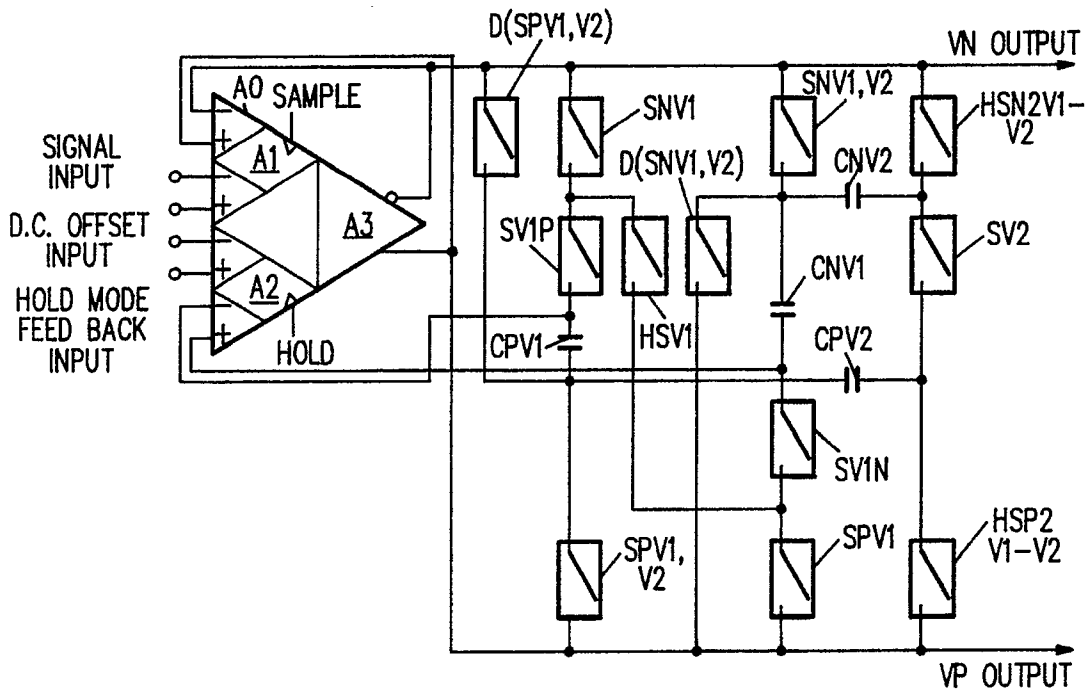 D(SPV1,V2)
VN OUTPUT
A0
SAMPLE
SNV1
SNV1,V2
HSN2V1-
V2
SIGNAL
INPUT
+
A1
D(SNV1,V2)
CNV2
+
D.C. OFFSET
INPUT
A3
SV1P
SV2
+
A2
CNV1
HOLD MODE
FEED BACK
INPUT
+
HOLD
CPV1
HSV1
CPV2
SV1N
SPV1,
V2
SPV1
HSP2
V1-V2
VP OUTPUT